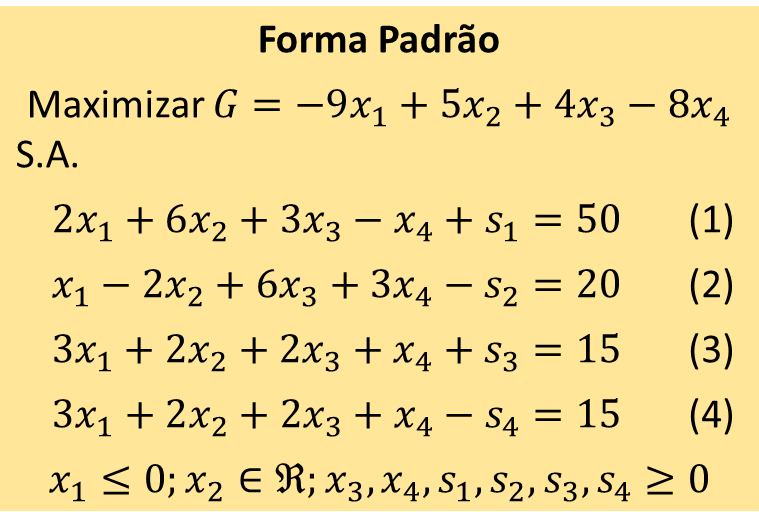 Forma Padrão
Maximizar G = −9x₁ + 5x₂ + 4x₃ − 8x₄
S.A.
2x₁ + 6x₂ + 3x₃ − x₄ + s₁ = 50 (1)
x₁ − 2x₂ + 6x₃ + 3x₄ − s₂ = 20 (2)
3x₁ + 2x₂ + 2x₃ + x₄ + s₃ = 15 (3)
3x₁ + 2x₂ + 2x₃ + x₄ − s₄ = 15 (4)
x₁ ≤ 0; x₂ ∈ ℜ; x₃, x₄, s₁, s₂, s₃, s₄ ≥ 0